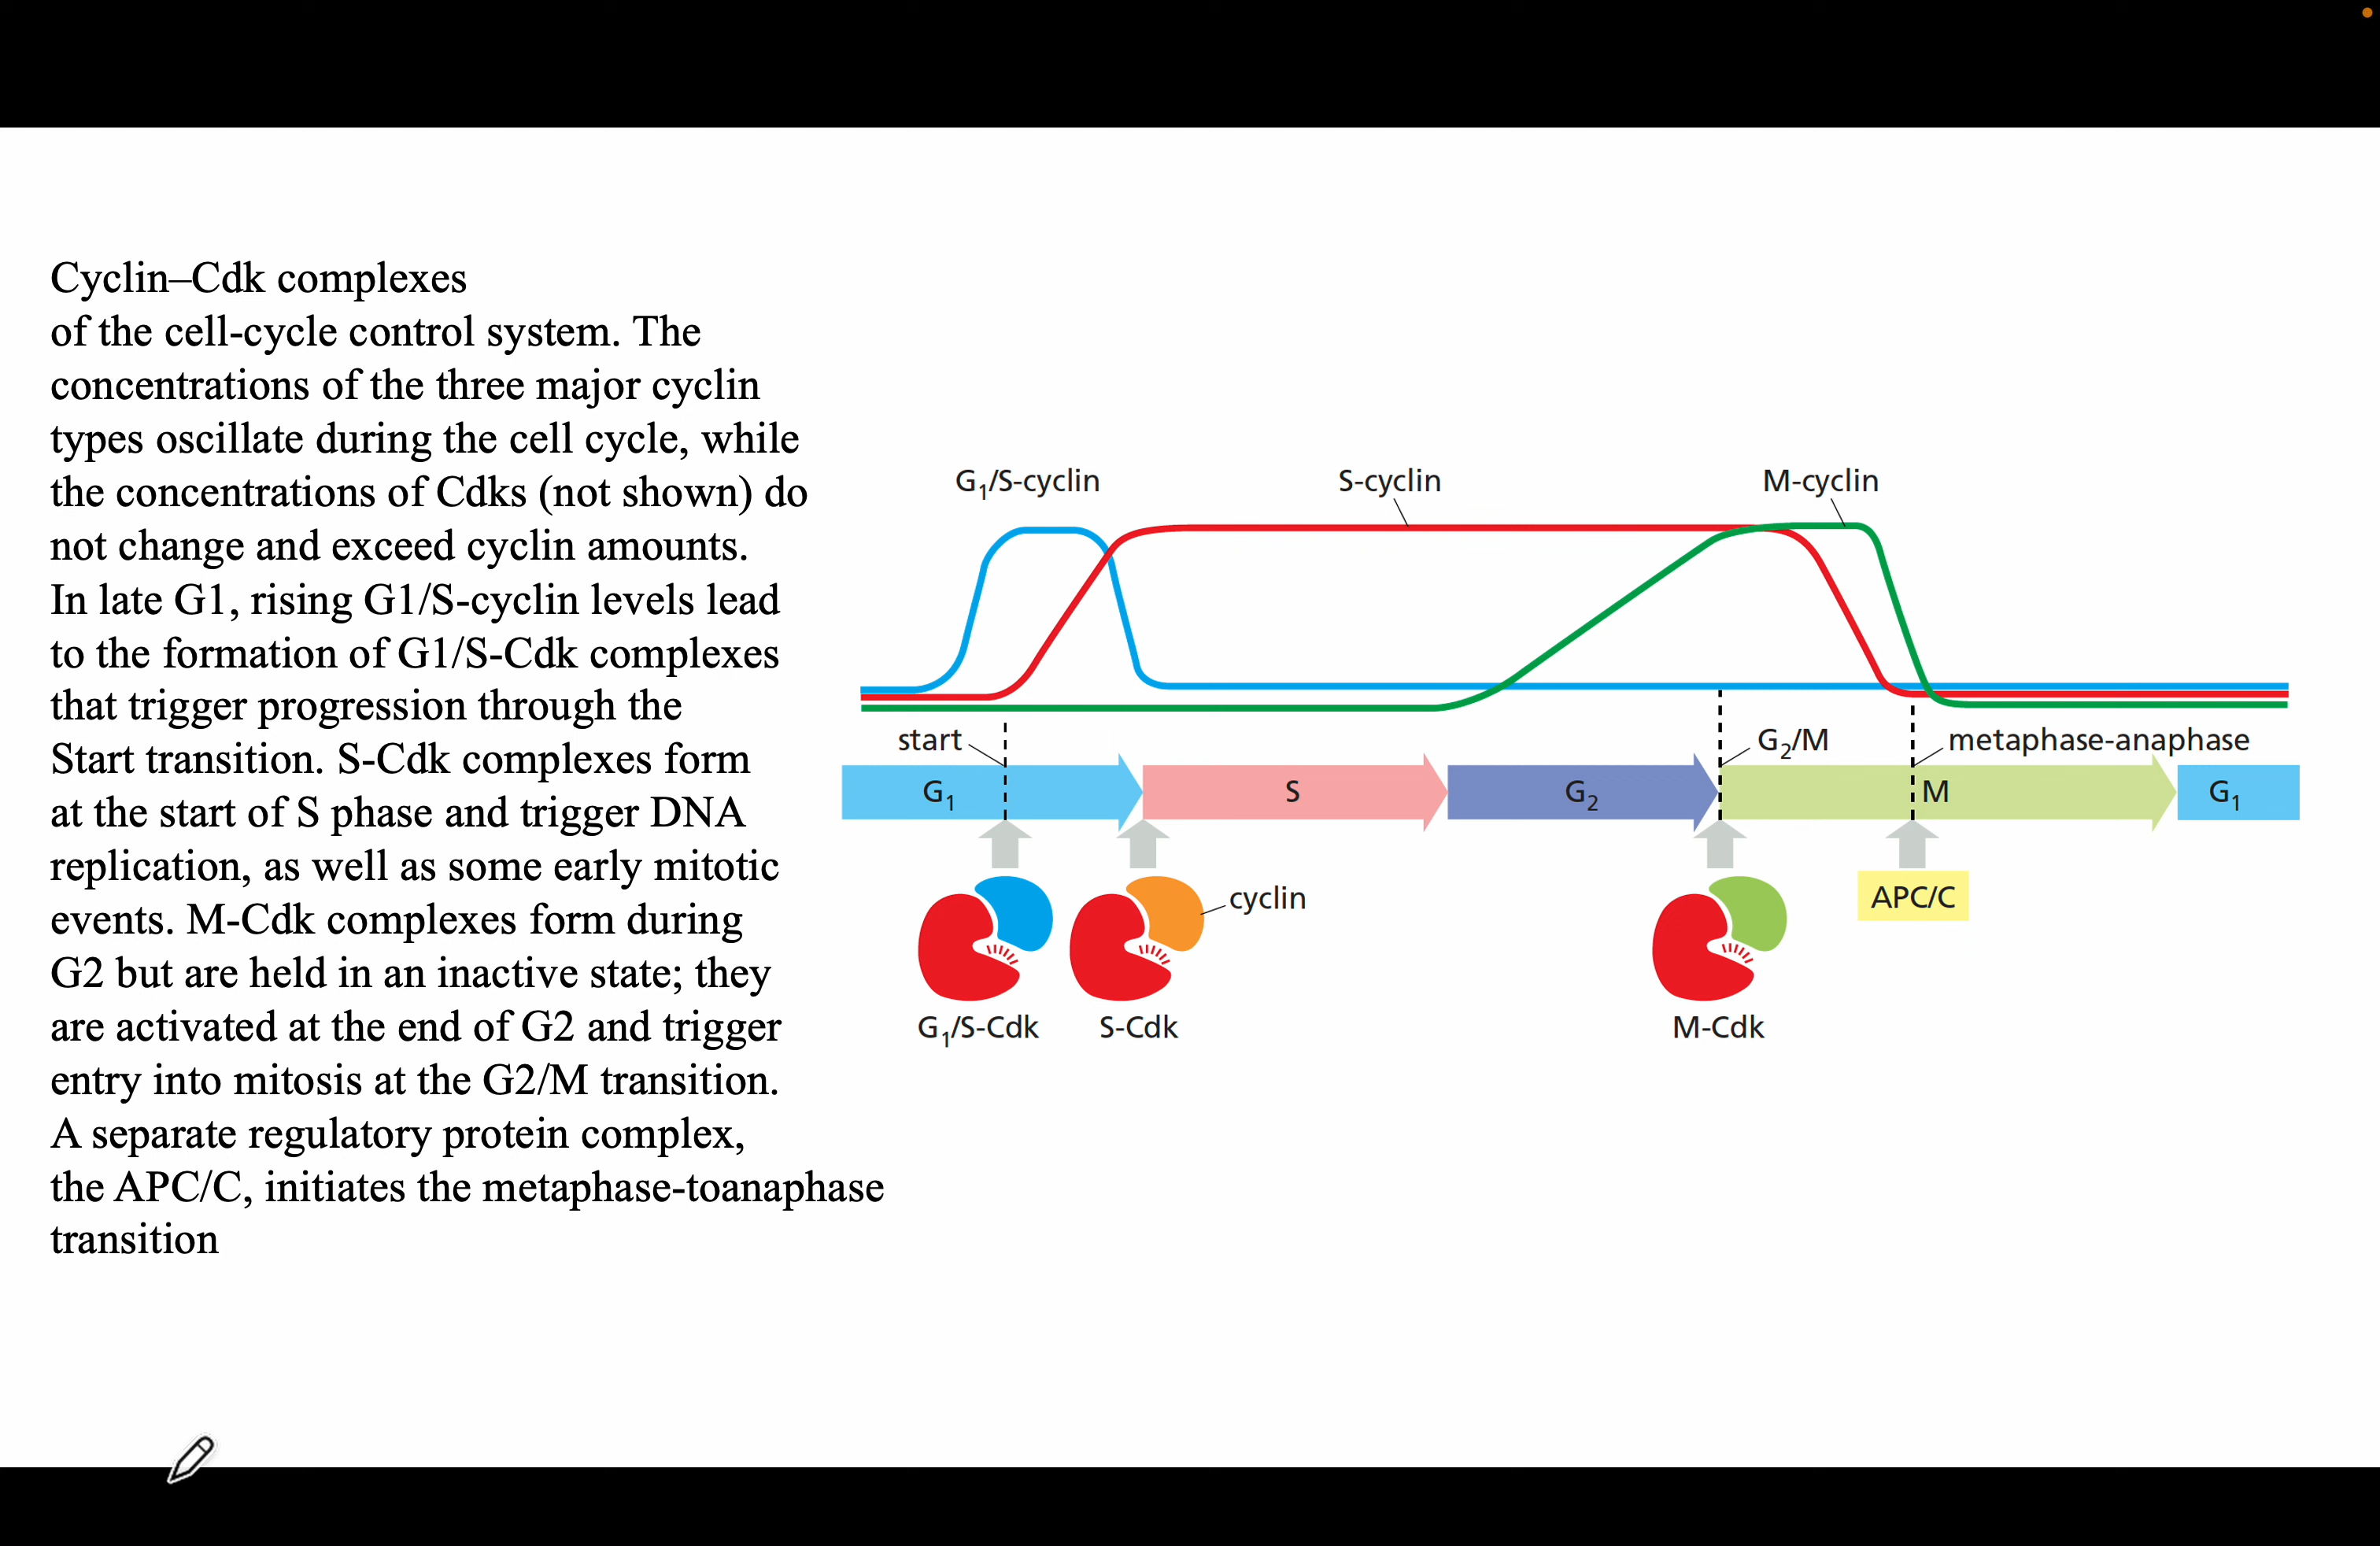 Cyclin–Cdk complexes
of the cell-cycle control system. The
concentrations of the three major cyclin
types oscillate during the cell cycle, while
the concentrations of Cdks (not shown) do
not change and exceed cyclin amounts.
In late G1, rising G1/S-cyclin levels lead
to the formation of G1/S-Cdk complexes
that trigger progression through the
Start transition. S-Cdk complexes form
at the start of S phase and trigger DNA
replication, as well as some early mitotic
events. M-Cdk complexes form during
G2 but are held in an inactive state; they
are activated at the end of G2 and trigger
entry into mitosis at the G2/M transition.
A separate regulatory protein complex,
the APC/C, initiates the metaphase-toanaphase
transition
G₁/S-cyclin S-cyclin M-cyclin
start G₂/M metaphase-anaphase
G₁ S G₂ M G₁
cyclin APC/C
G₁/S-Cdk S-Cdk M-Cdk